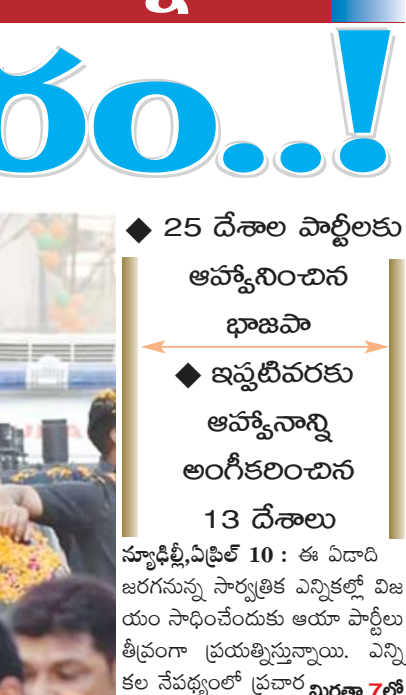 రం..!
◆ 25 దేశాల పార్టీలకు
ఆహ్వానించిన
భాజపా
◆ ఇప్పటివరకు
ఆహ్వానాన్ని
అంగీకరించిన
13 దేశాలు
న్యూఢిల్లీ,ఏప్రిల్ 10 : ఈ ఏడాది
జరగనున్న సార్వత్రిక ఎన్నికల్లో విజ
యం సాధించేందుకు ఆయా పార్టీలు
తీవ్రంగా ప్రయత్నిస్తున్నాయి. ఎన్ని
కల నేపథ్యంలో ప్రచార మిగతా 7లో